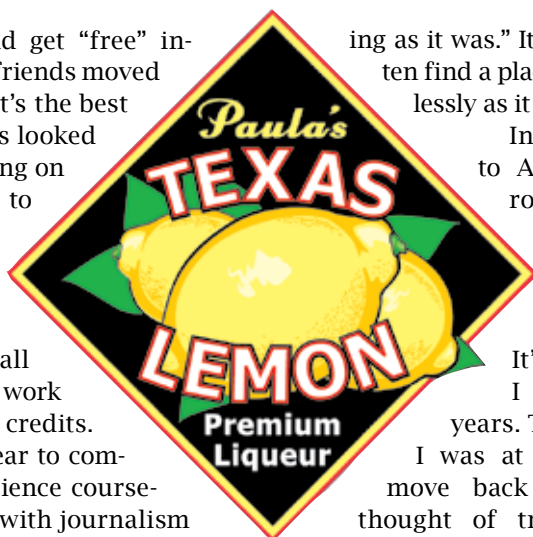 d get “free” in-
friends moved
t’s the best
s looked
ng on
to
all
work
credits.
ear to com-
ience course-
with journalism
Paula's
TEXAS
LEMON
Premium
Liqueur
ing as it was.” It
ten find a pla
lessly as it
In
to A
ro
It’
I
years. T
I was at
move back
thought of tr